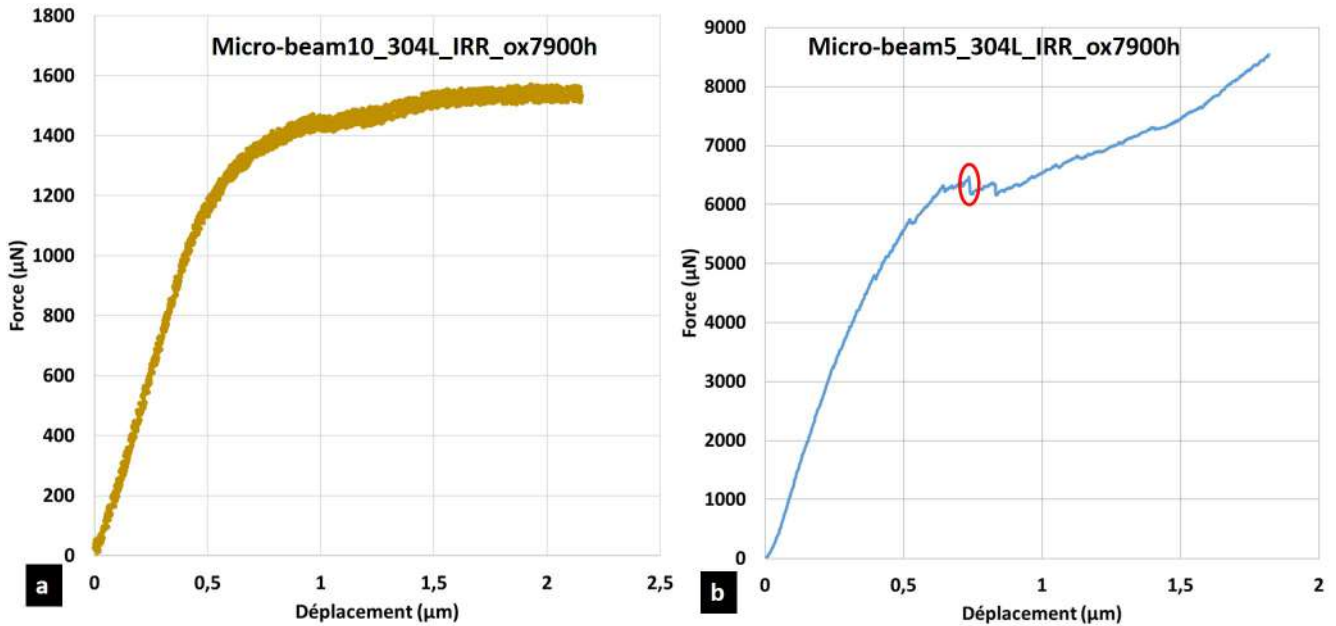 Micro-beam10_304L_IRR_ox7900h
1800
1600
1400
1200
1000
800
600
400
200
0
Force (µN)
0 0,5 1 1,5 2 2,5
Déplacement (µm)
a
Micro-beam5_304L_IRR_ox7900h
9000
8000
7000
6000
5000
4000
3000
2000
1000
0
Force (µN)
0 0,5 1 1,5 2
Déplacement (µm)
b